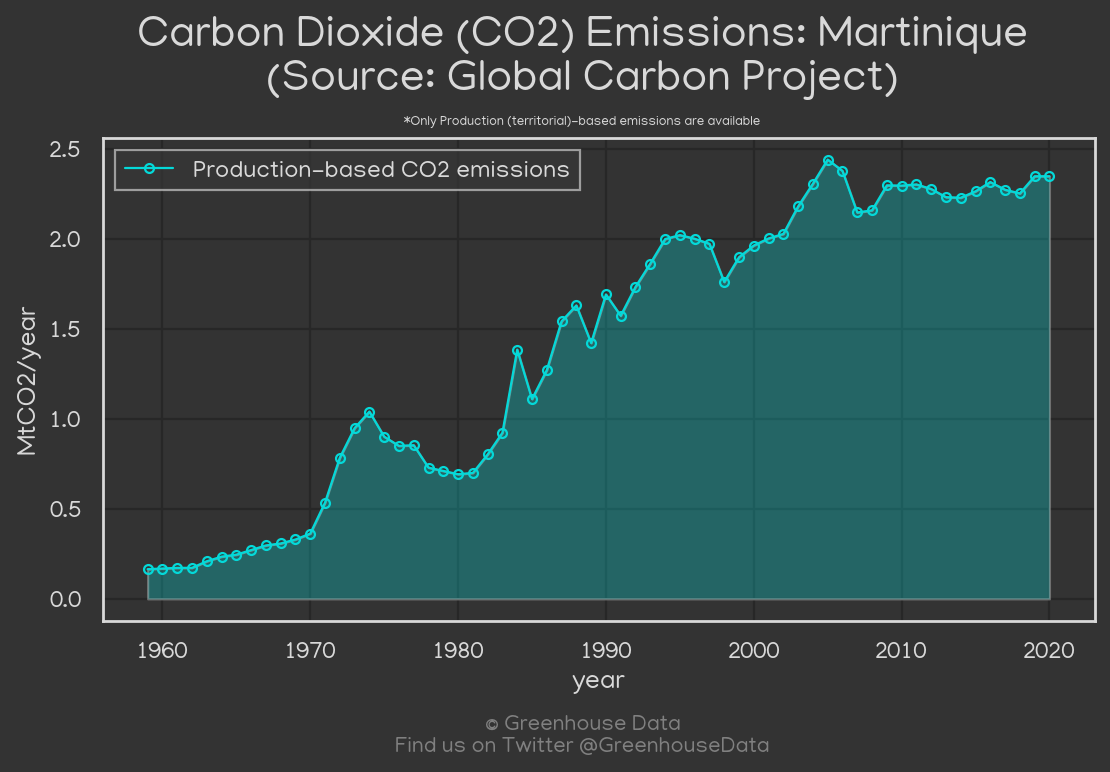 Carbon Dioxide (CO2) Emissions: Martinique
(Source: Global Carbon Project)
*Only Production (territorial)-based emissions are available
Production-based CO2 emissions
MtCO2/year
2.5
2.0
1.5
1.0
0.5
0.0
1960 1970 1980 1990 2000 2010 2020
year
© Greenhouse Data
Find us on Twitter @GreenhouseData